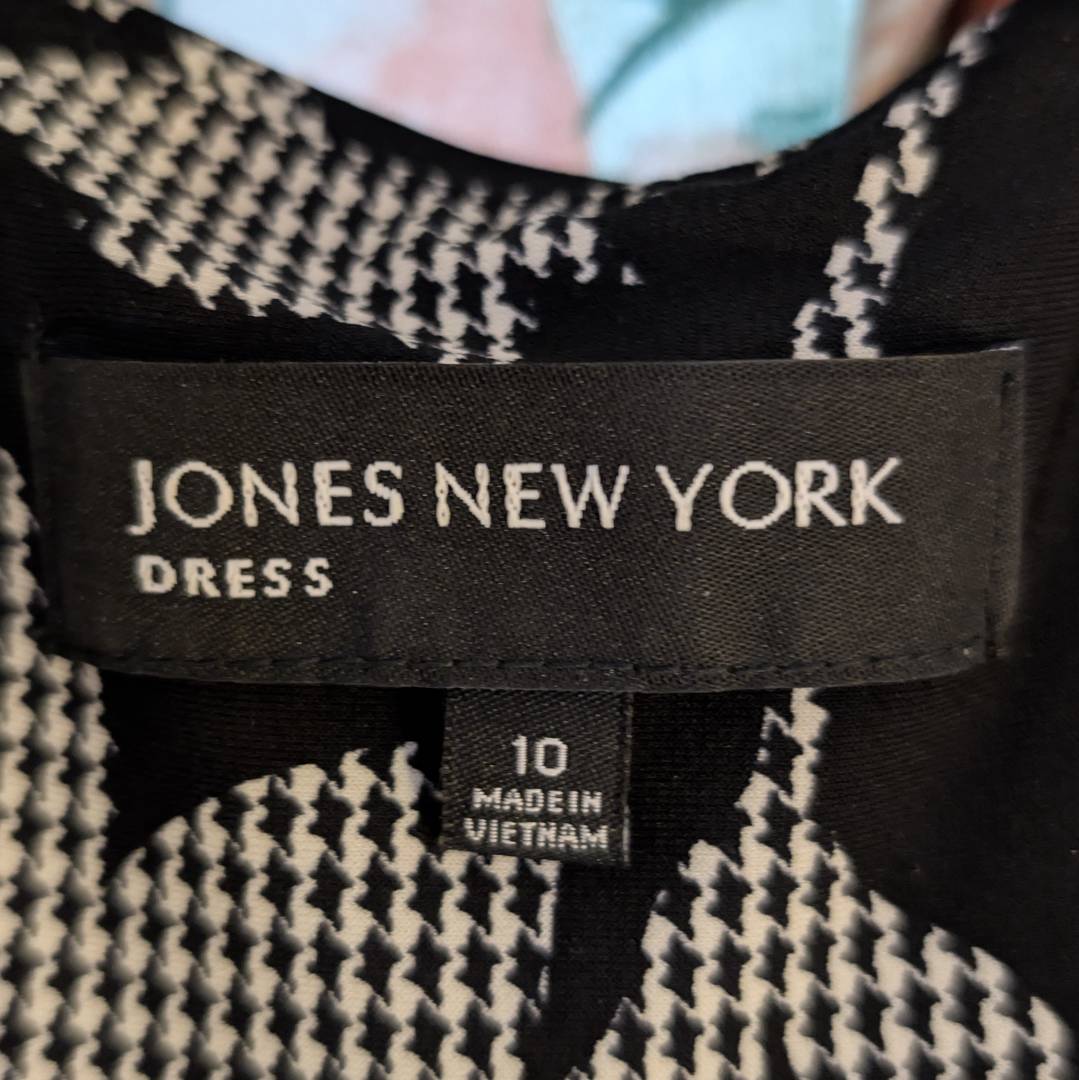 JONES NEW YORK
DRESS
10
MADE IN
VIETNAM